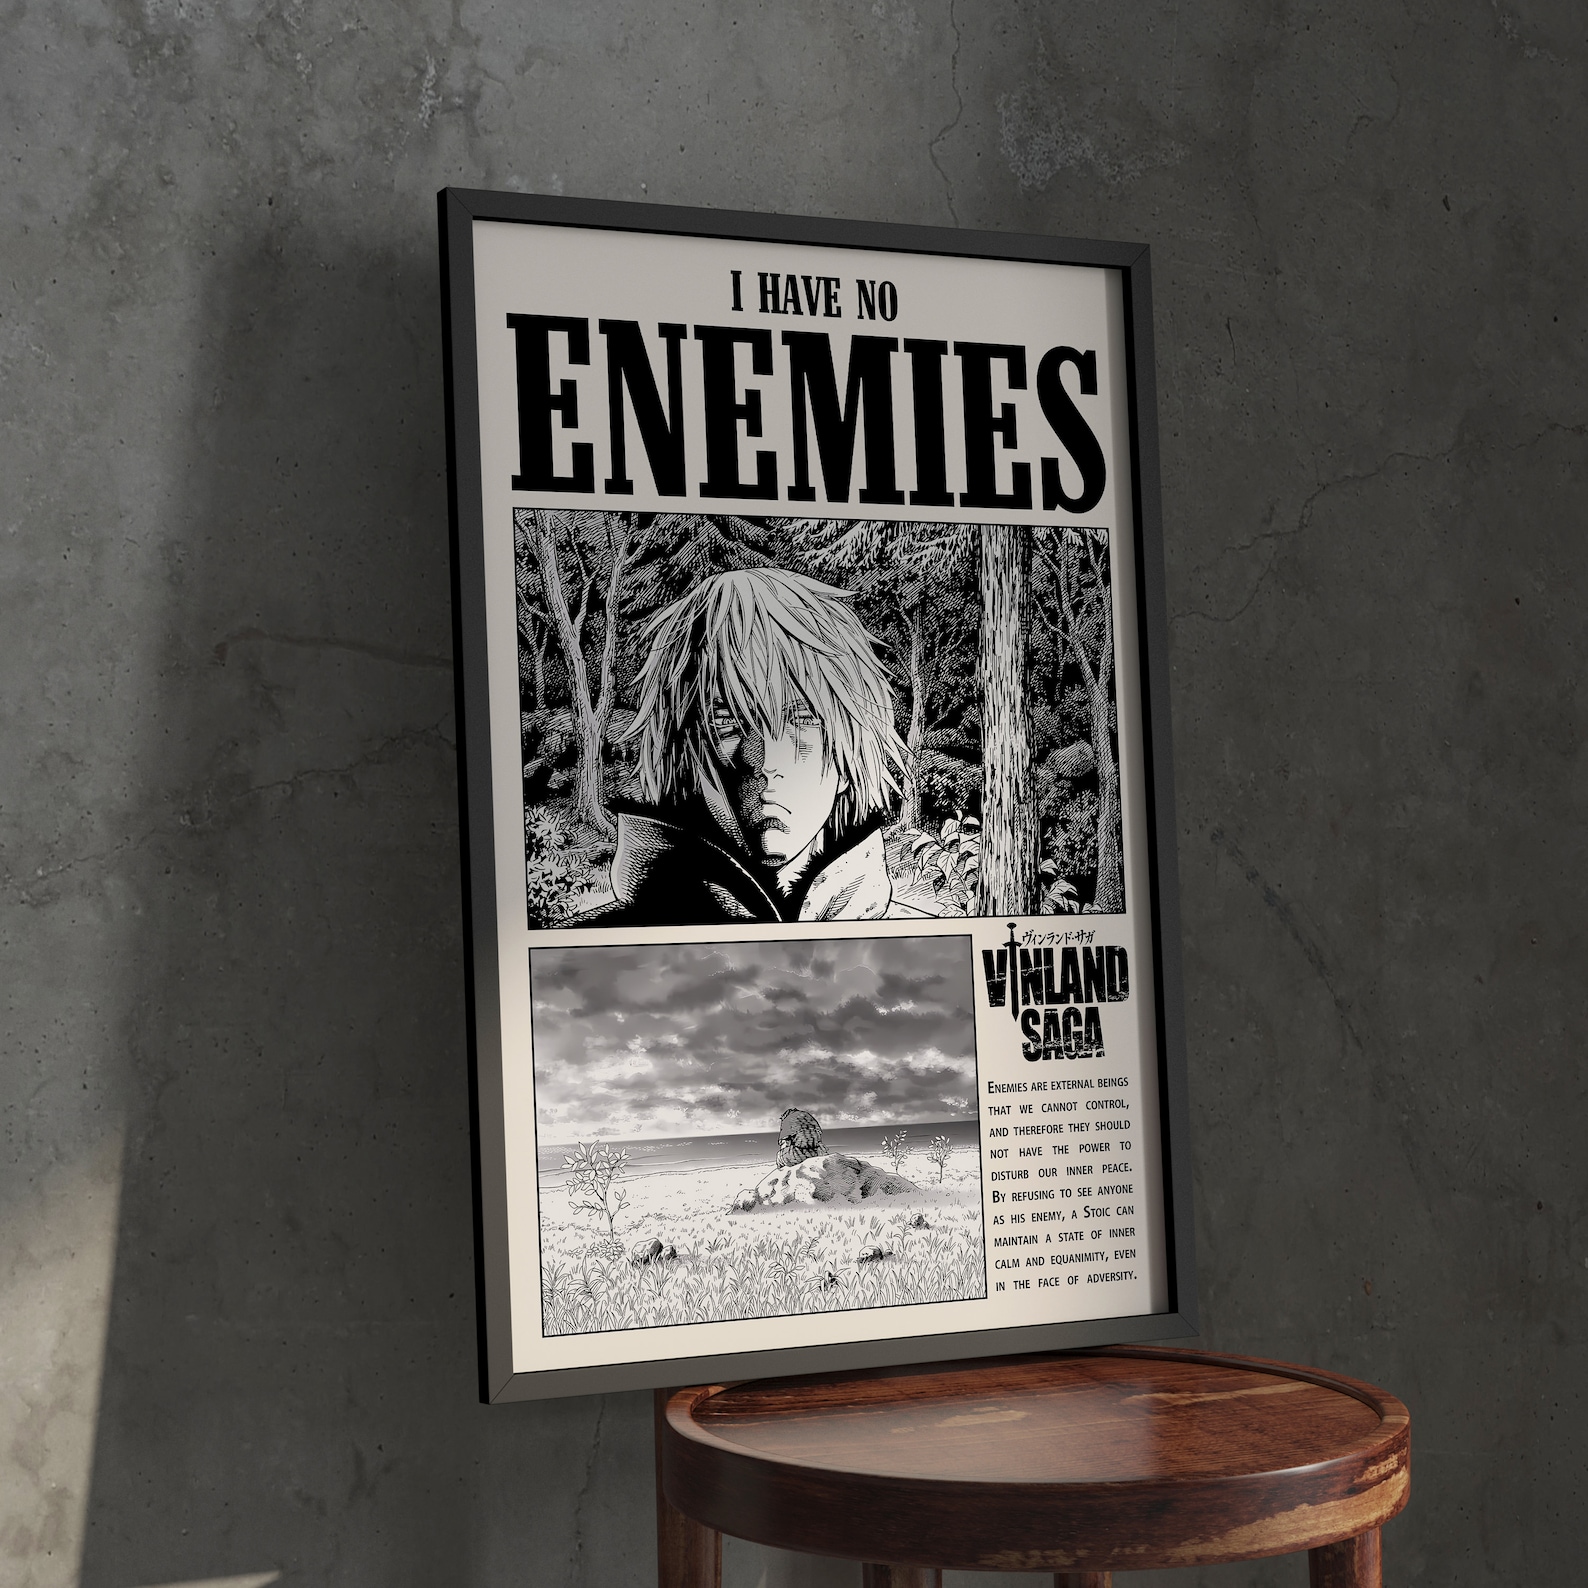 I HAVE NO
ENEMIES
ヴィンランド・サガ
VINLAND
SAGA
ENEMIES ARE EXTERNAL BEINGS
THAT WE CANNOT CONTROL,
AND THEREFORE THEY SHOULD
NOT HAVE THE POWER TO
DISTURB OUR INNER PEACE.
BY REFUSING TO SEE ANYONE
AS HIS ENEMY, A STOIC CAN
MAINTAIN A STATE OF INNER
CALM AND EQUANIMITY, EVEN
IN THE FACE OF ADVERSITY.